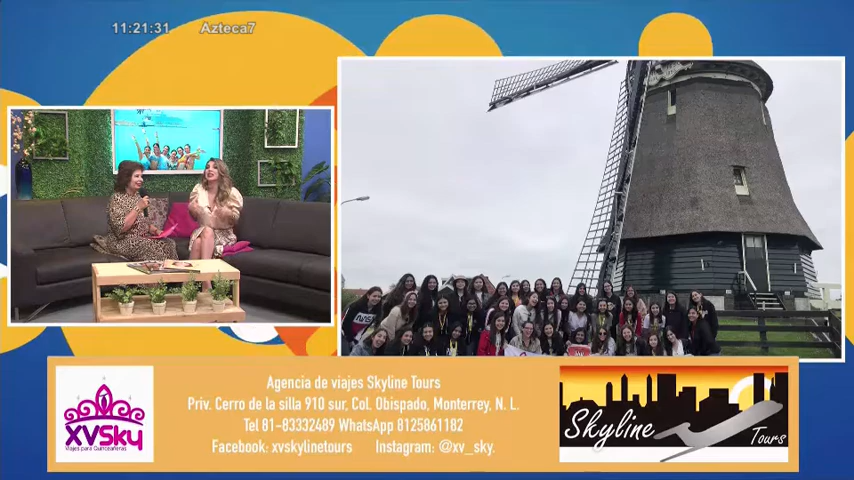 11:21:31 Azteca7
Agencia de viajes Skyline Tours
Priv. Cerro de la silla 910 sur, Col. Obispado, Monterrey, N. L.
Tel 81-83332489 WhatsApp 8125861182
Facebook: xvskylinetours Instagram: @xv_sky.
XVSky
Viajes para Quinceañeras
Skyline
Tours